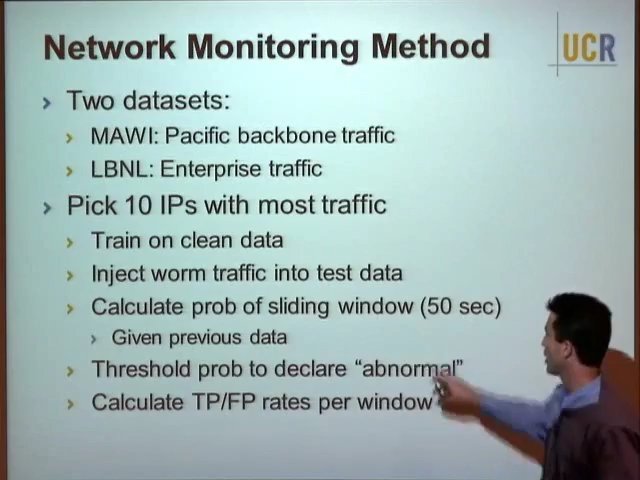 Network Monitoring Method
UCR
Two datasets:
MAWI: Pacific backbone traffic
LBNL: Enterprise traffic
Pick 10 IPs with most traffic
Train on clean data
Inject worm traffic into test data
Calculate prob of sliding window (50 sec)
Given previous data
Threshold prob to declare “abnormal”
Calculate TP/FP rates per window